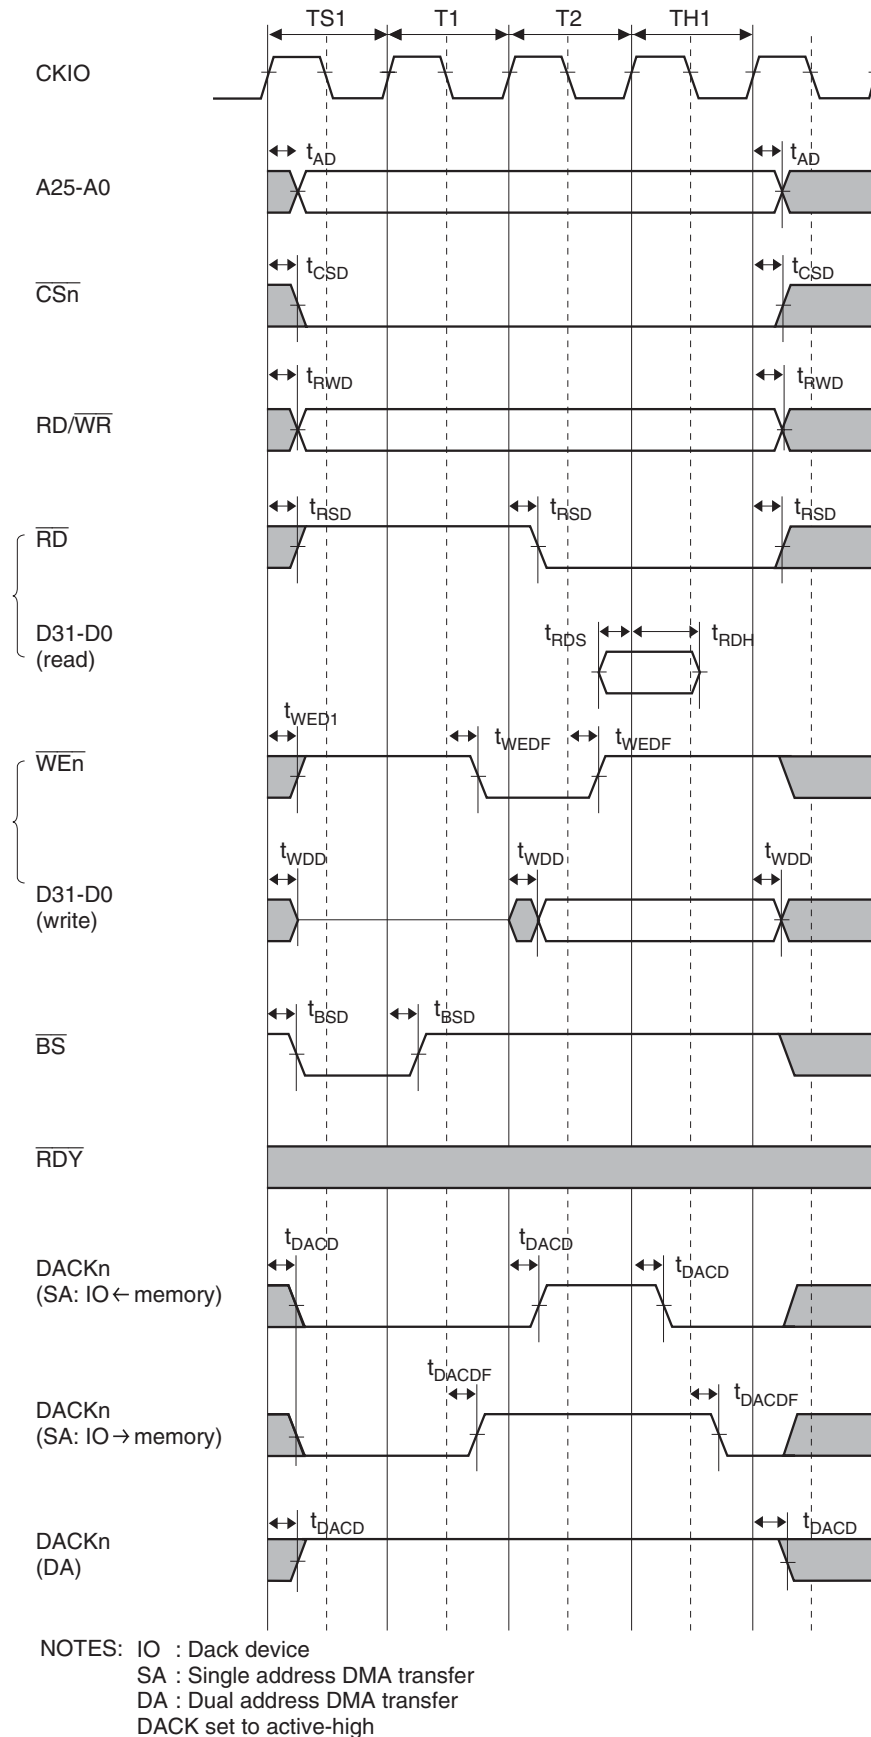 TS1 T1 T2 TH1
CKIO
tAD tAD
A25-A0
tCSD tCSD
CSn
tRWD tRWD
RD/WR
tRSD tRSD tRSD
RD
D31-D0
(read)
tRDS tRDH
tWED1
tWEDF tWEDF
WEn
tWDD tWDD tWDD
D31-D0
(write)
tBSD tBSD
BS
RDY
tDACD tDACD tDACD
DACKn
(SA: IO ← memory)
tDACDF tDACDF
DACKn
(SA: IO → memory)
tDACD tDACD
DACKn
(DA)
NOTES: IO : Dack device
SA : Single address DMA transfer
DA : Dual address DMA transfer
DACK set to active-high